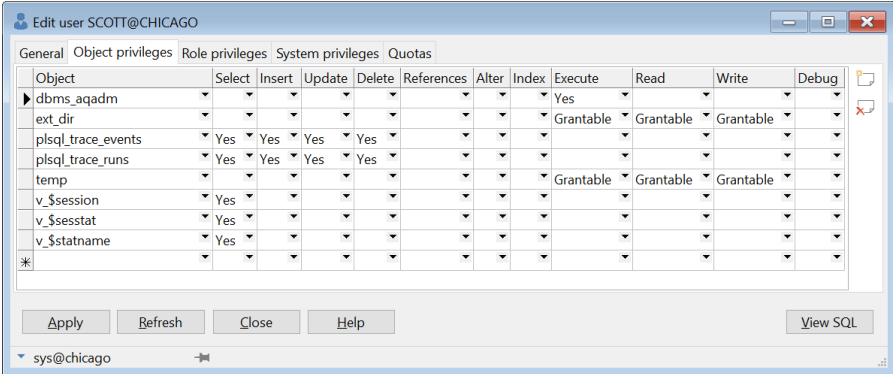 Edit user SCOTT@CHICAGO
General Object privileges Role privileges System privileges Quotas
Object Select Insert Update Delete References Alter Index Execute Read Write Debug
dbms_aqadm Yes
ext_dir Grantable Grantable Grantable
plsql_trace_events Yes Yes Yes Yes
plsql_trace_runs Yes Yes Yes Yes
temp Grantable Grantable Grantable
v_$session Yes
v_$sesstat Yes
v_$statname Yes
Apply Refresh Close Help View SQL
sys@chicago